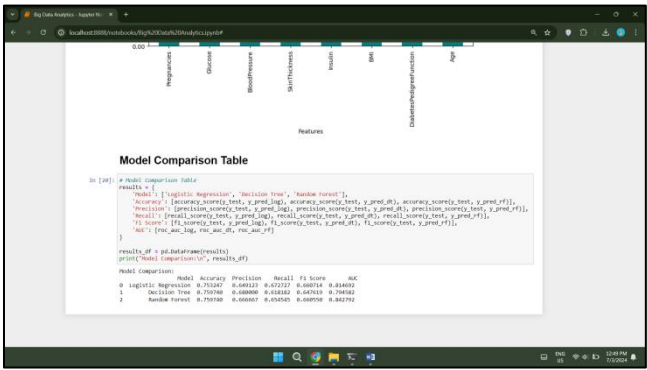 Big Data Analytics - Jupyter No
localhost:8888/notebooks/Big%20Data%20Analytics.ipynb#
0.00
Pregnancies
Glucose
BloodPressure
SkinThickness
Insulin
BMI
DiabetesPedigreeFunction
Age
Features
Model Comparison Table
In [20]: # Model Comparison Table
results = {
'Model': ['Logistic Regression', 'Decision Tree', 'Random Forest'],
'Accuracy': [accuracy_score(y_test, y_pred_log), accuracy_score(y_test, y_pred_dt), accuracy_score(y_test, y_pred_rf)],
'Precision': [precision_score(y_test, y_pred_log), precision_score(y_test, y_pred_dt), precision_score(y_test, y_pred_rf)],
'Recall': [recall_score(y_test, y_pred_log), recall_score(y_test, y_pred_dt), recall_score(y_test, y_pred_rf)],
'F1 Score': [f1_score(y_test, y_pred_log), f1_score(y_test, y_pred_dt), f1_score(y_test, y_pred_rf)],
'AUC': [roc_auc_log, roc_auc_dt, roc_auc_rf]
}
results_df = pd.DataFrame(results)
print("Model Comparison:\n", results_df)
Model Comparison:
Model Accuracy Precision Recall F1 Score AUC
0 Logistic Regression 0.753247 0.649123 0.672727 0.660714 0.814692
1 Decision Tree 0.759740 0.680000 0.618182 0.647619 0.794582
2 Random Forest 0.759740 0.666667 0.654545 0.660550 0.802792
ENG
US
12:49 PM
7/3/2024